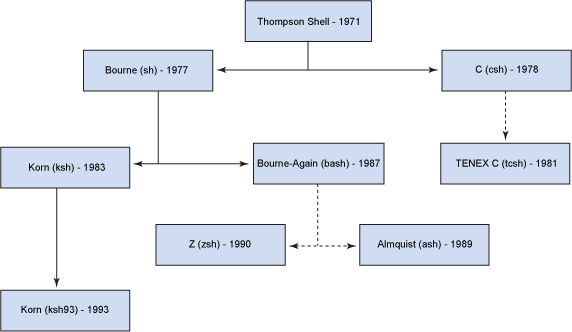 Thompson Shell - 1971
Bourne (sh) - 1977
C (csh) - 1978
Korn (ksh) - 1983
Bourne-Again (bash) - 1987
TENEX C (tcsh) - 1981
Z (zsh) - 1990
Almquist (ash) - 1989
Korn (ksh93) - 1993